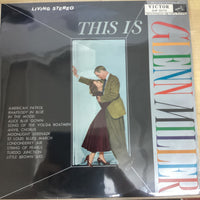 LIVING STEREO
VICTOR
THIS IS
GLENN MILLER
AMERICAN PATROL
RHAPSODY IN BLUE
IN THE MOOD
ALICE BLUE GOWN
SONG OF THE VOLGA BOATMEN
ANVIL CHORUS
MOONLIGHT SERENADE
ST. LOUIS BLUES MARCH
LONDONDERRY AIR
STRING OF PEARLS
TUXEDO JUNCTION
LITTLE BROWN JUG